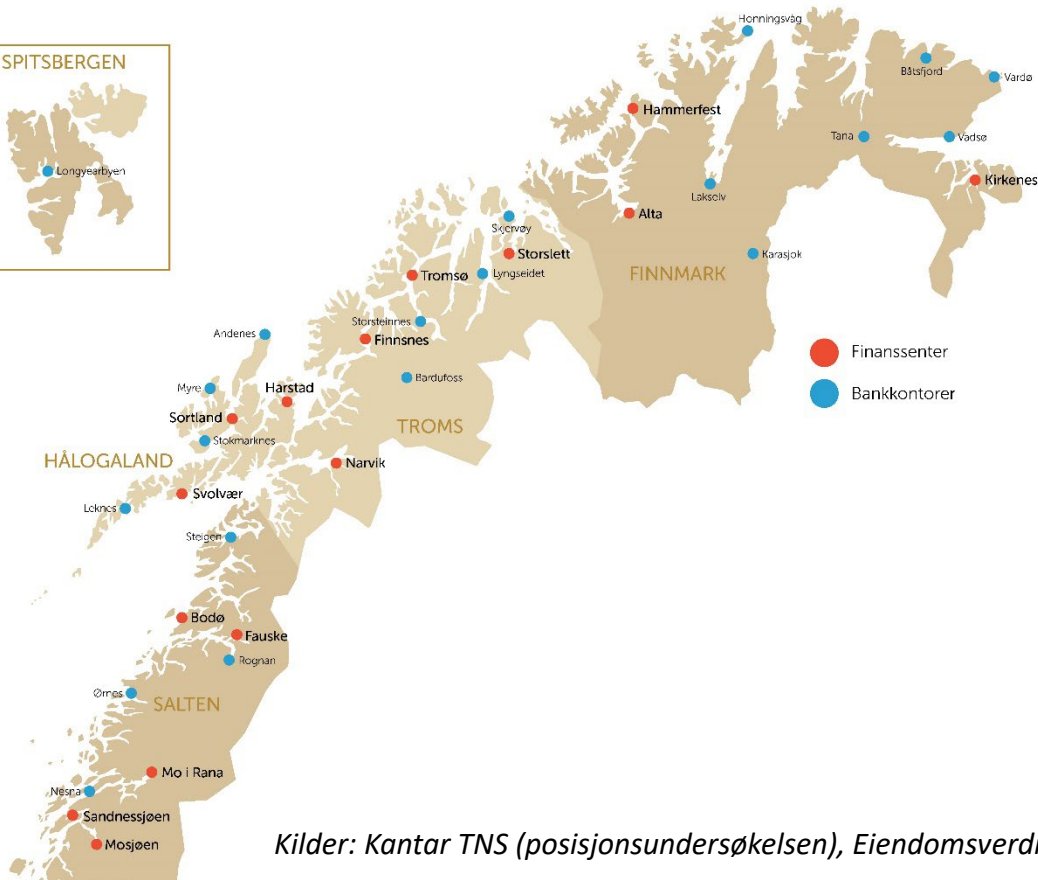 SPITSBERGEN
Longyearbyen
Honningsvåg
Båtsfjord
Vardø
Hammerfest
Tana
Vadsø
Kirkenes
Lakselv
Alta
Skjervøy
Storslett
Karasjok
FINNMARK
Tromsø
Lyngseidet
Storsteinnes
Andenes
Finnsnes
Finanssenter
Bardufoss
Myre
Harstad
Bankkontorer
Sortland
TROMS
Stokmarknes
HÅLOGALAND
Narvik
Svolvær
Leknes
Steigen
Bodø
Fauske
Rognan
Ørnes
SALTEN
Mo i Rana
Nesna
Sandnessjøen
Mosjøen
Kilder: Kantar TNS (posisjonsundersøkelsen),